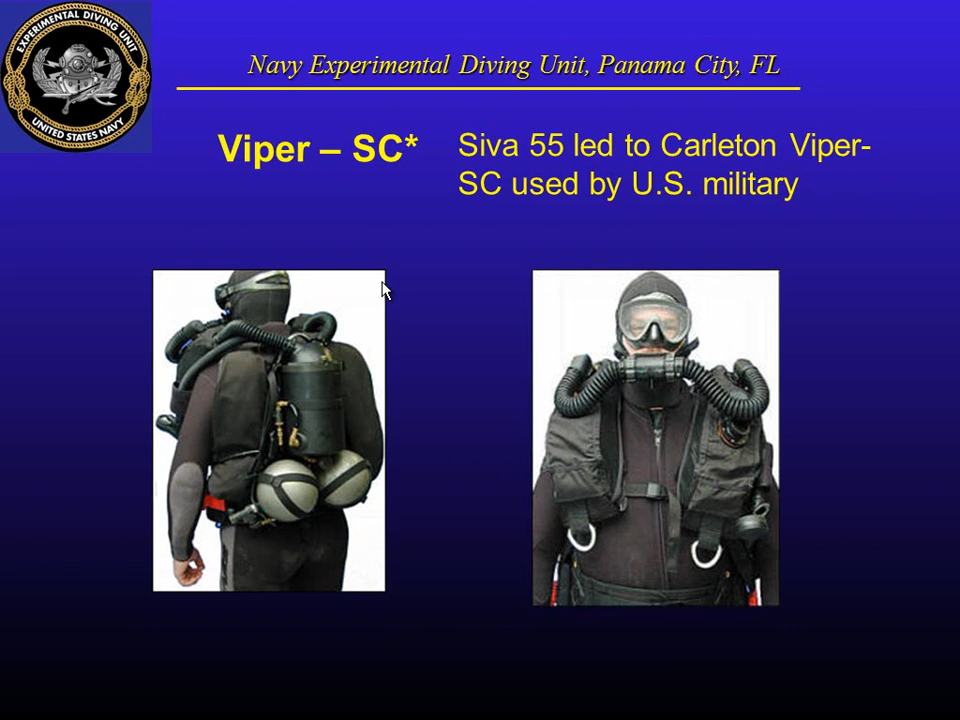 EXPERIMENTAL DIVING UNIT
UNITED STATES NAVY
Navy Experimental Diving Unit, Panama City, FL
Viper – SC*
Siva 55 led to Carleton Viper-
SC used by U.S. military